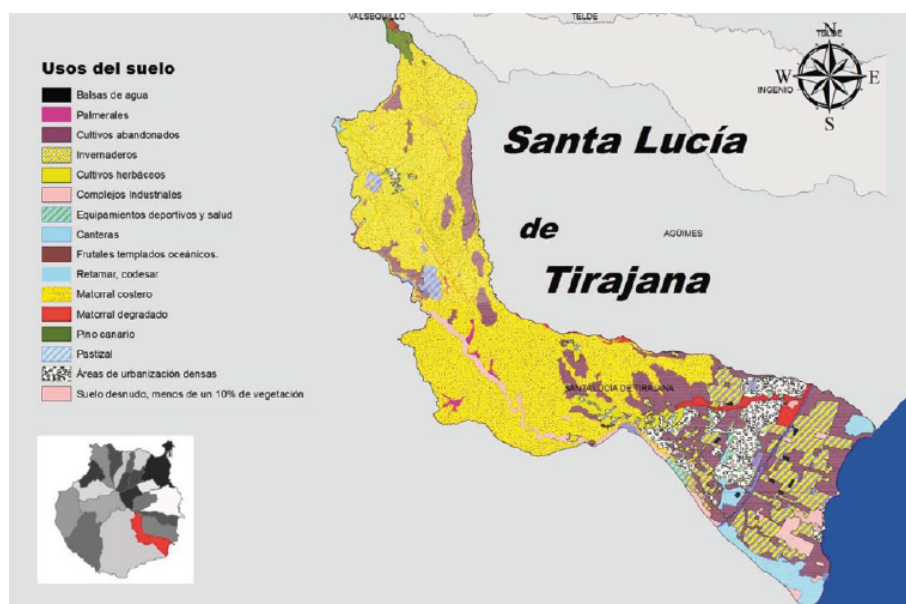 VALSEQUILLO
TELDE
N
TELDE
W
E
INGENIO
S
Usos del suelo
Balsas de agua
Palmerales
Cultivos abandonados
Invernaderos
Cultivos herbáceos
Complejos Industriales
Equipamientos deportivos y salud
Canteras
Frutales templados oceánicos.
Retamar, codesar
Matorral costero
Matorral degradado
Pino canario
Pastizal
Áreas de urbanización densas
Suelo desnudo, menos de un 10% de vegetación
Santa Lucía
de
AGÜIMES
Tirajana
SANTA LUCÍA DE TIRAJANA